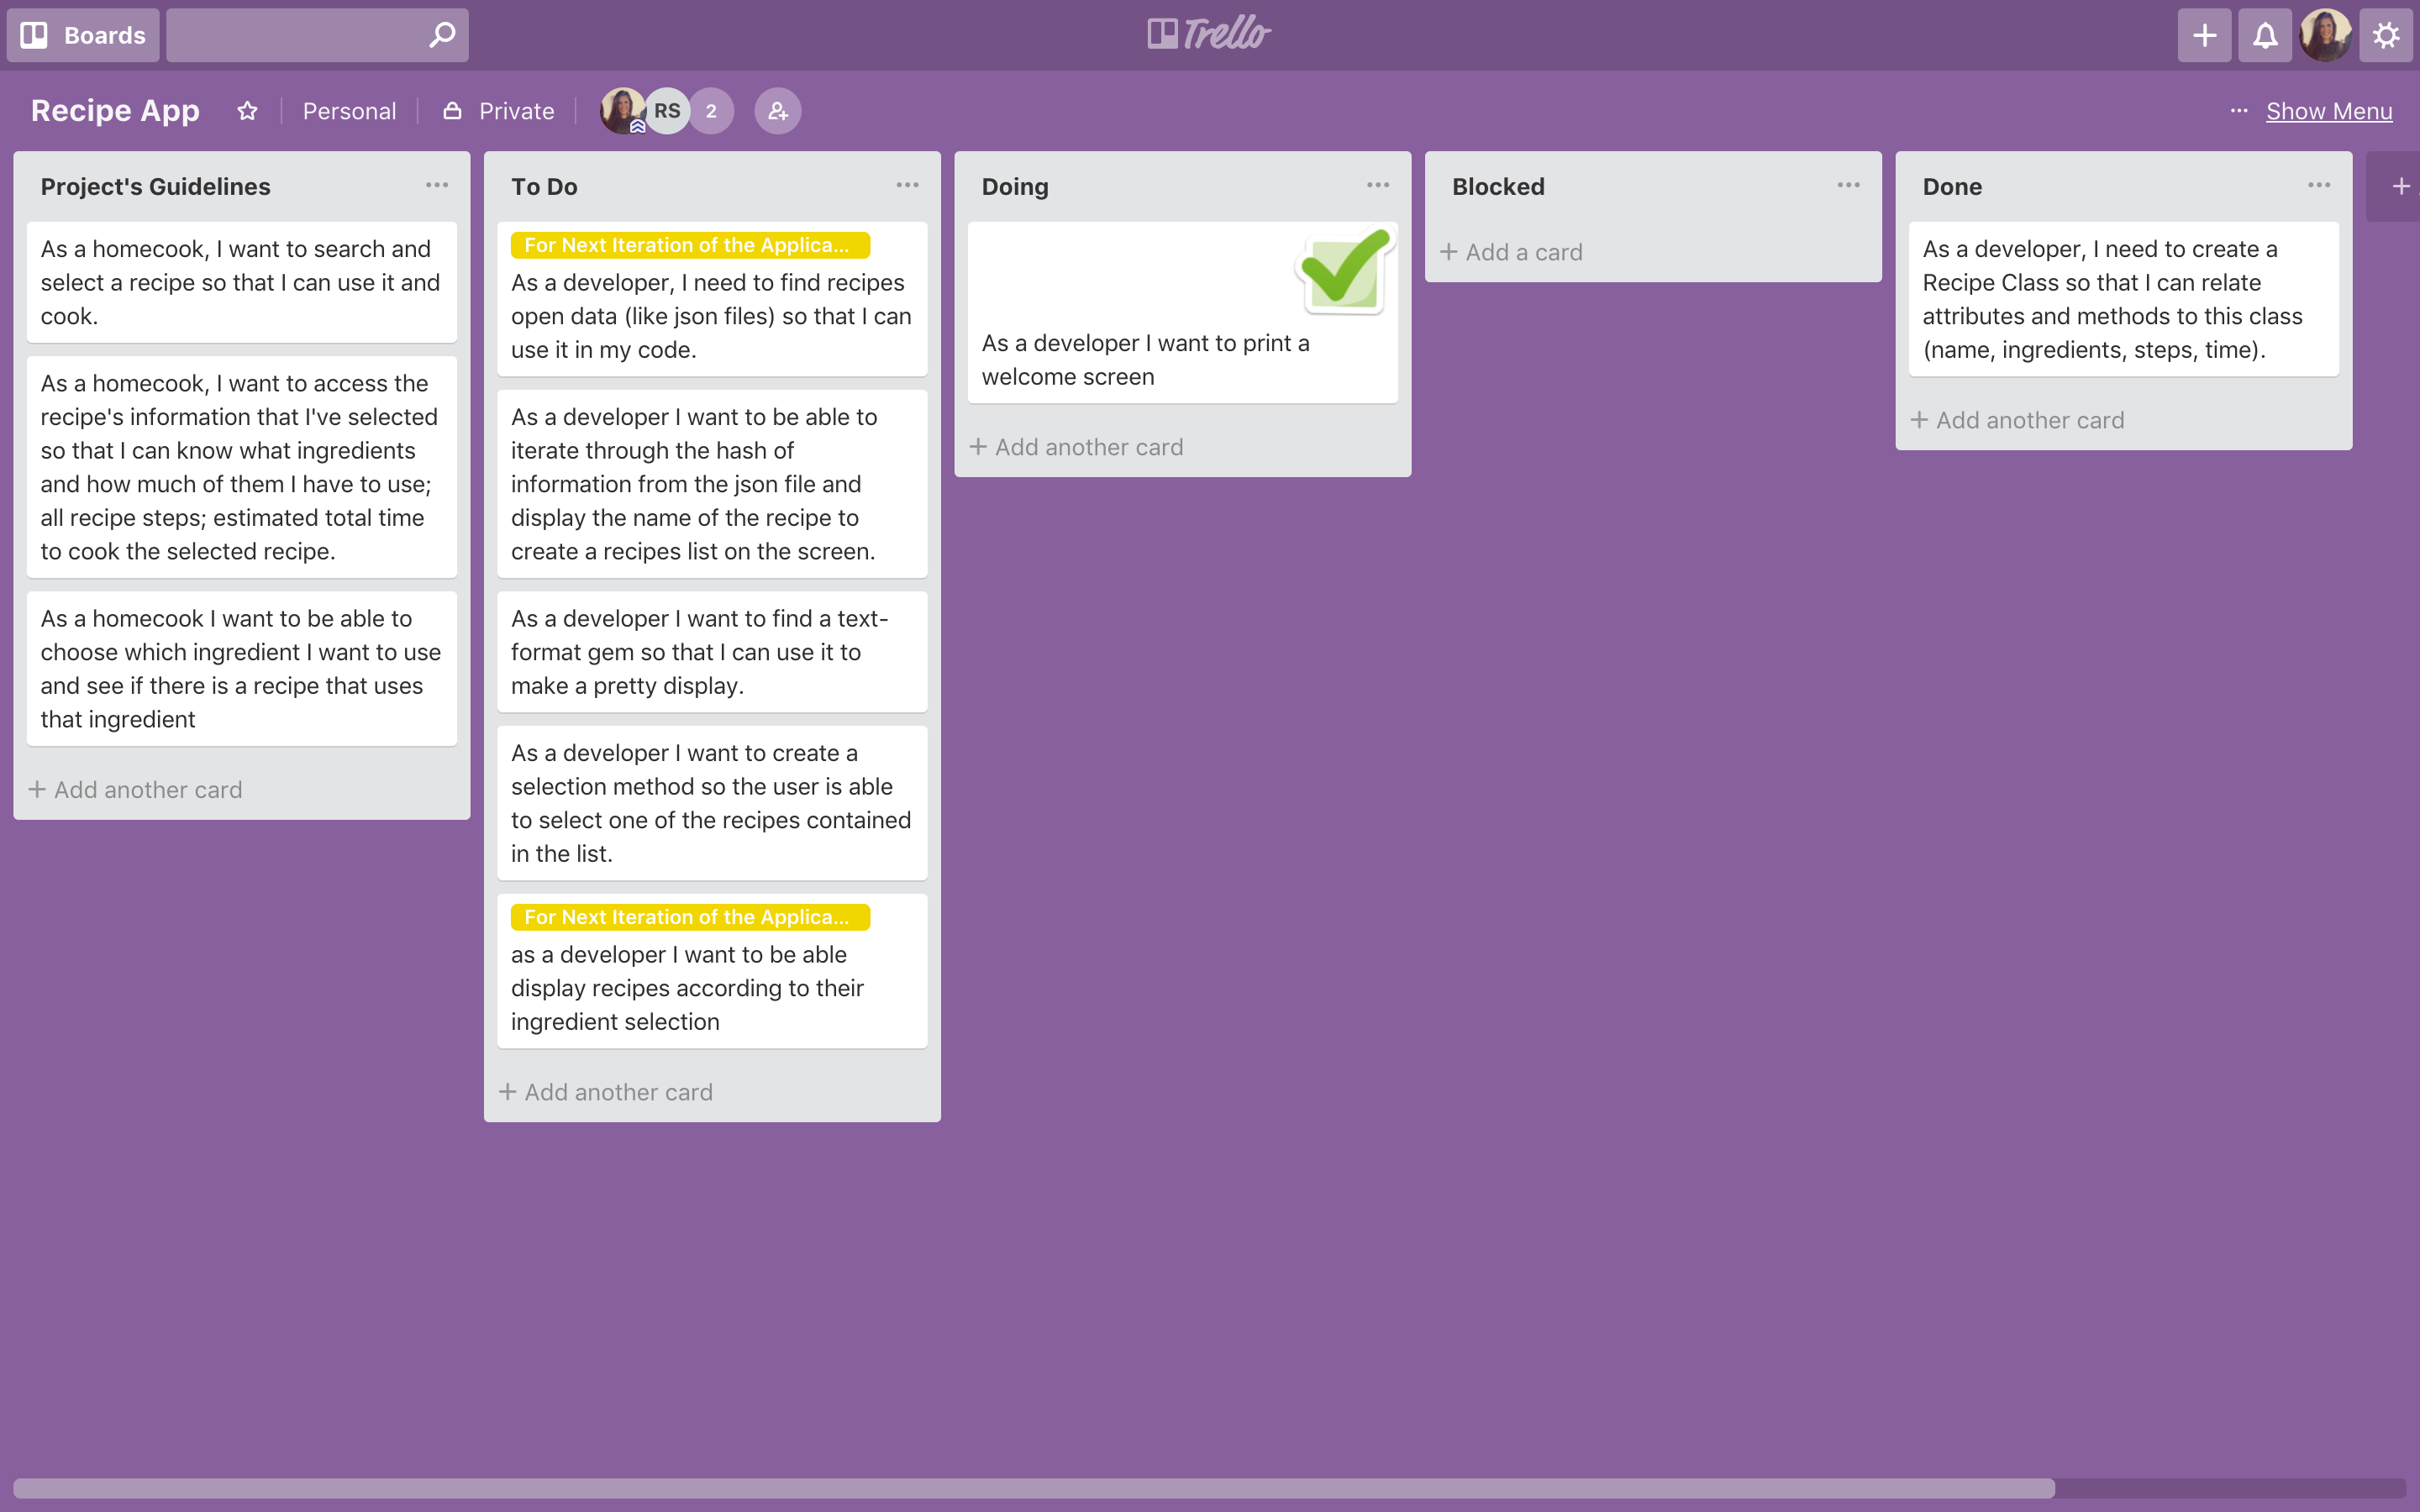 Boards
Trello
Recipe App
Personal
Private
RS
2
... Show Menu
Project's Guidelines
As a homecook, I want to search and
select a recipe so that I can use it and
cook.
As a homecook, I want to access the
recipe's information that I've selected
so that I can know what ingredients
and how much of them I have to use;
all recipe steps; estimated total time
to cook the selected recipe.
As a homecook I want to be able to
choose which ingredient I want to use
and see if there is a recipe that uses
that ingredient
+ Add another card
To Do
For Next Iteration of the Applica...
As a developer, I need to find recipes
open data (like json files) so that I can
use it in my code.
As a developer I want to be able to
iterate through the hash of
information from the json file and
display the name of the recipe to
create a recipes list on the screen.
As a developer I want to find a text-
format gem so that I can use it to
make a pretty display.
As a developer I want to create a
selection method so the user is able
to select one of the recipes contained
in the list.
For Next Iteration of the Applica...
as a developer I want to be able
display recipes according to their
ingredient selection
+ Add another card
Doing
As a developer I want to print a
welcome screen
+ Add another card
Blocked
+ Add a card
Done
As a developer, I need to create a
Recipe Class so that I can relate
attributes and methods to this class
(name, ingredients, steps, time).
+ Add another card